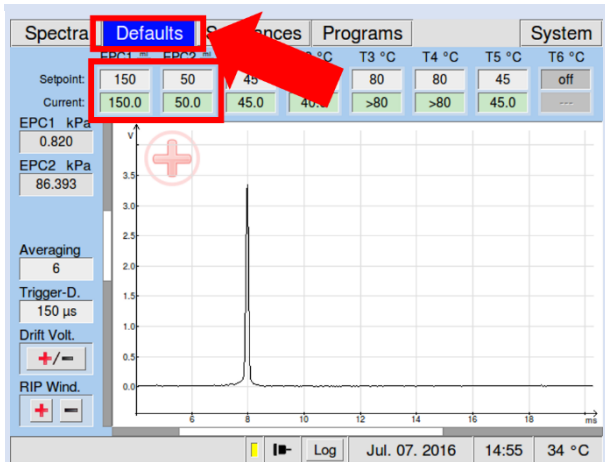 Spectra Defaults Programs System
T3 °C T4 °C T5 °C T6 °C
Setpoint: 150 50 45 80 80 45 off
Current: 150.0 50.0 45.0 >80 >80 45.0 ---
EPC1 kPa
0.820
EPC2 kPa
86.393
Averaging
6
Trigger-D.
150 µs
Drift Volt.
+/-
RIP Wind.
+ -
V
3.5
3.0
2.5
2.0
1.5
1.0
0.5
0.0
6 8 10 12 14 16 18 ms
Log Jul. 07. 2016 14:55 34 °C